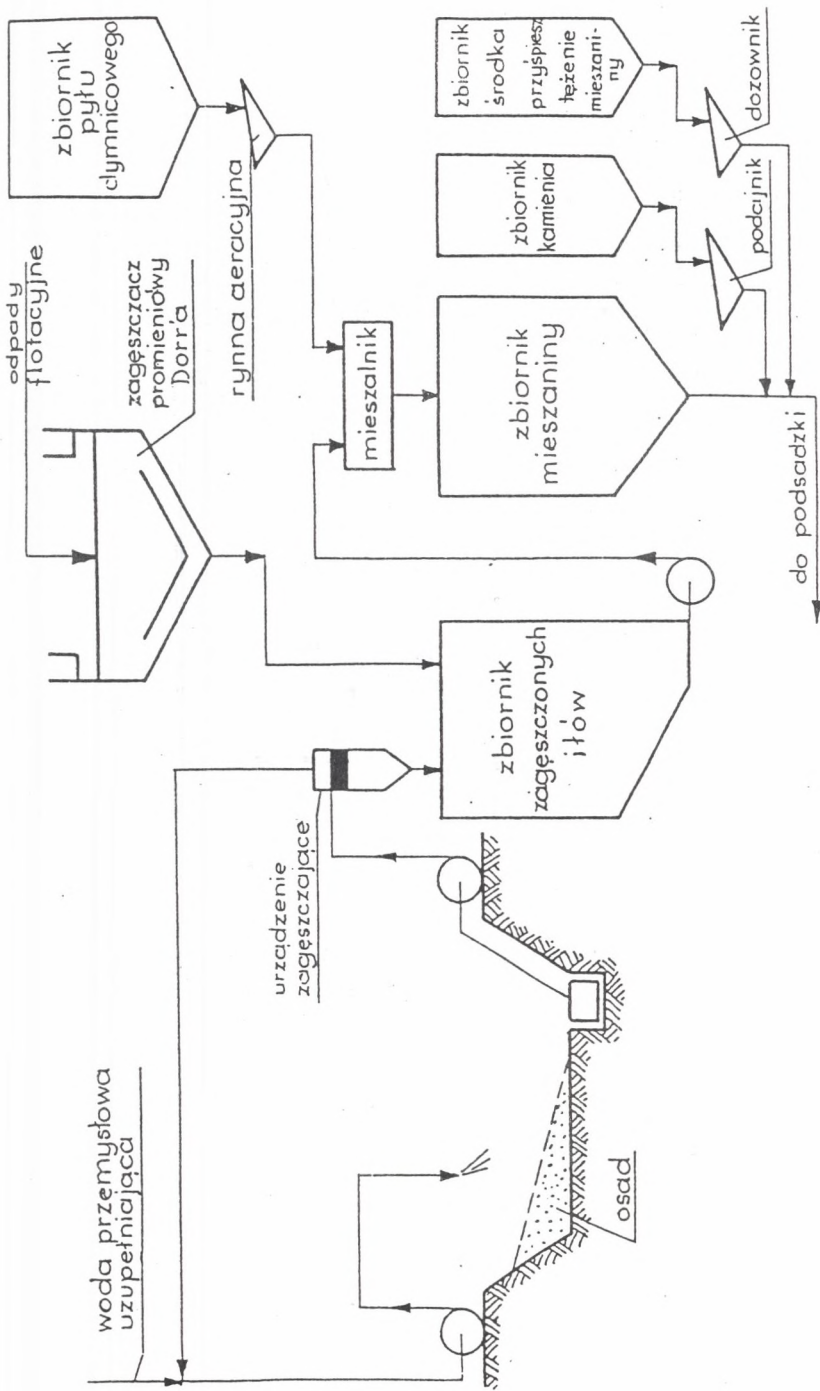 woda przemysłowa
uzupełniająca
odpady
flotacyjne
zagęszczacz
promieniowy
Dorr'a
zbiornik
pyłu
dymnicowego
rynna aeracyjna
urządzenie
zagęszczające
mieszalnik
osad
zbiornik
zagęszczonych
iłów
zbiornik
mieszaniny
zbiornik
kamienia
zbiornik
środka
przyśpiesz
tężenie
mieszani-
ny
podajnik
dozownik
do podsadzki